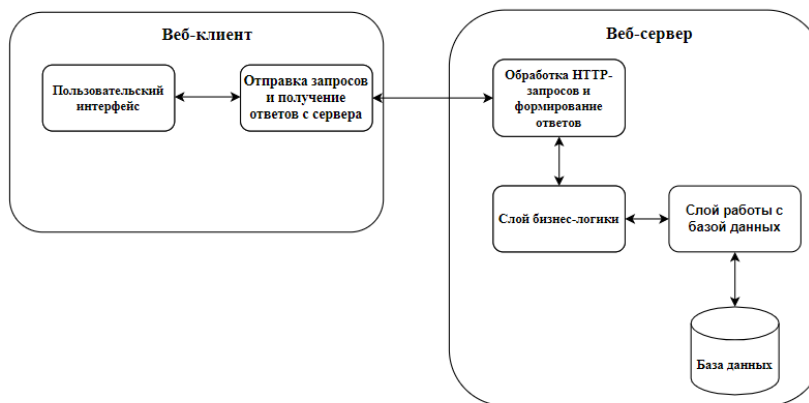 Веб-клиент
Пользовательский
интерфейс
Отправка запросов
и получение
ответов с сервера
Веб-сервер
Обработка HTTP-
запросов и
формирование
ответов
Слой бизнес-логики
Слой работы с
базой данных
База данных